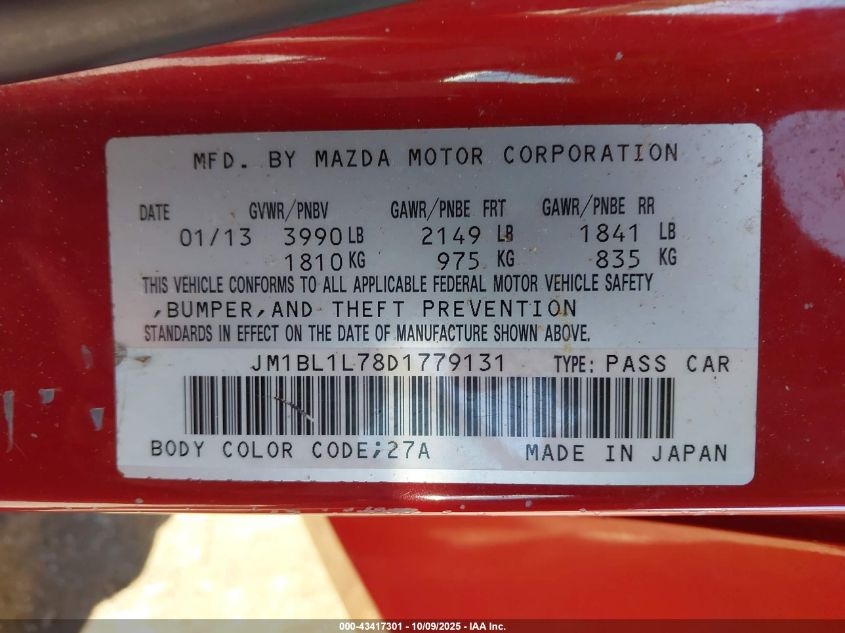 MFD. BY MAZDA MOTOR CORPORATION
DATE GVWR/PNBV GAWR/PNBE FRT GAWR/PNBE RR
01/13 3990 LB 2149 LB 1841 LB
1810 KG 975 KG 835 KG
THIS VEHICLE CONFORMS TO ALL APPLICABLE FEDERAL MOTOR VEHICLE SAFETY
,BUMPER,AND THEFT PREVENTION
STANDARDS IN EFFECT ON THE DATE OF MANUFACTURE SHOWN ABOVE.
JM1BL1L78D1779131 TYPE: PASS CAR
BODY COLOR CODE;27A MADE IN JAPAN
000-43417301 - 10/09/2025 - IAA Inc.